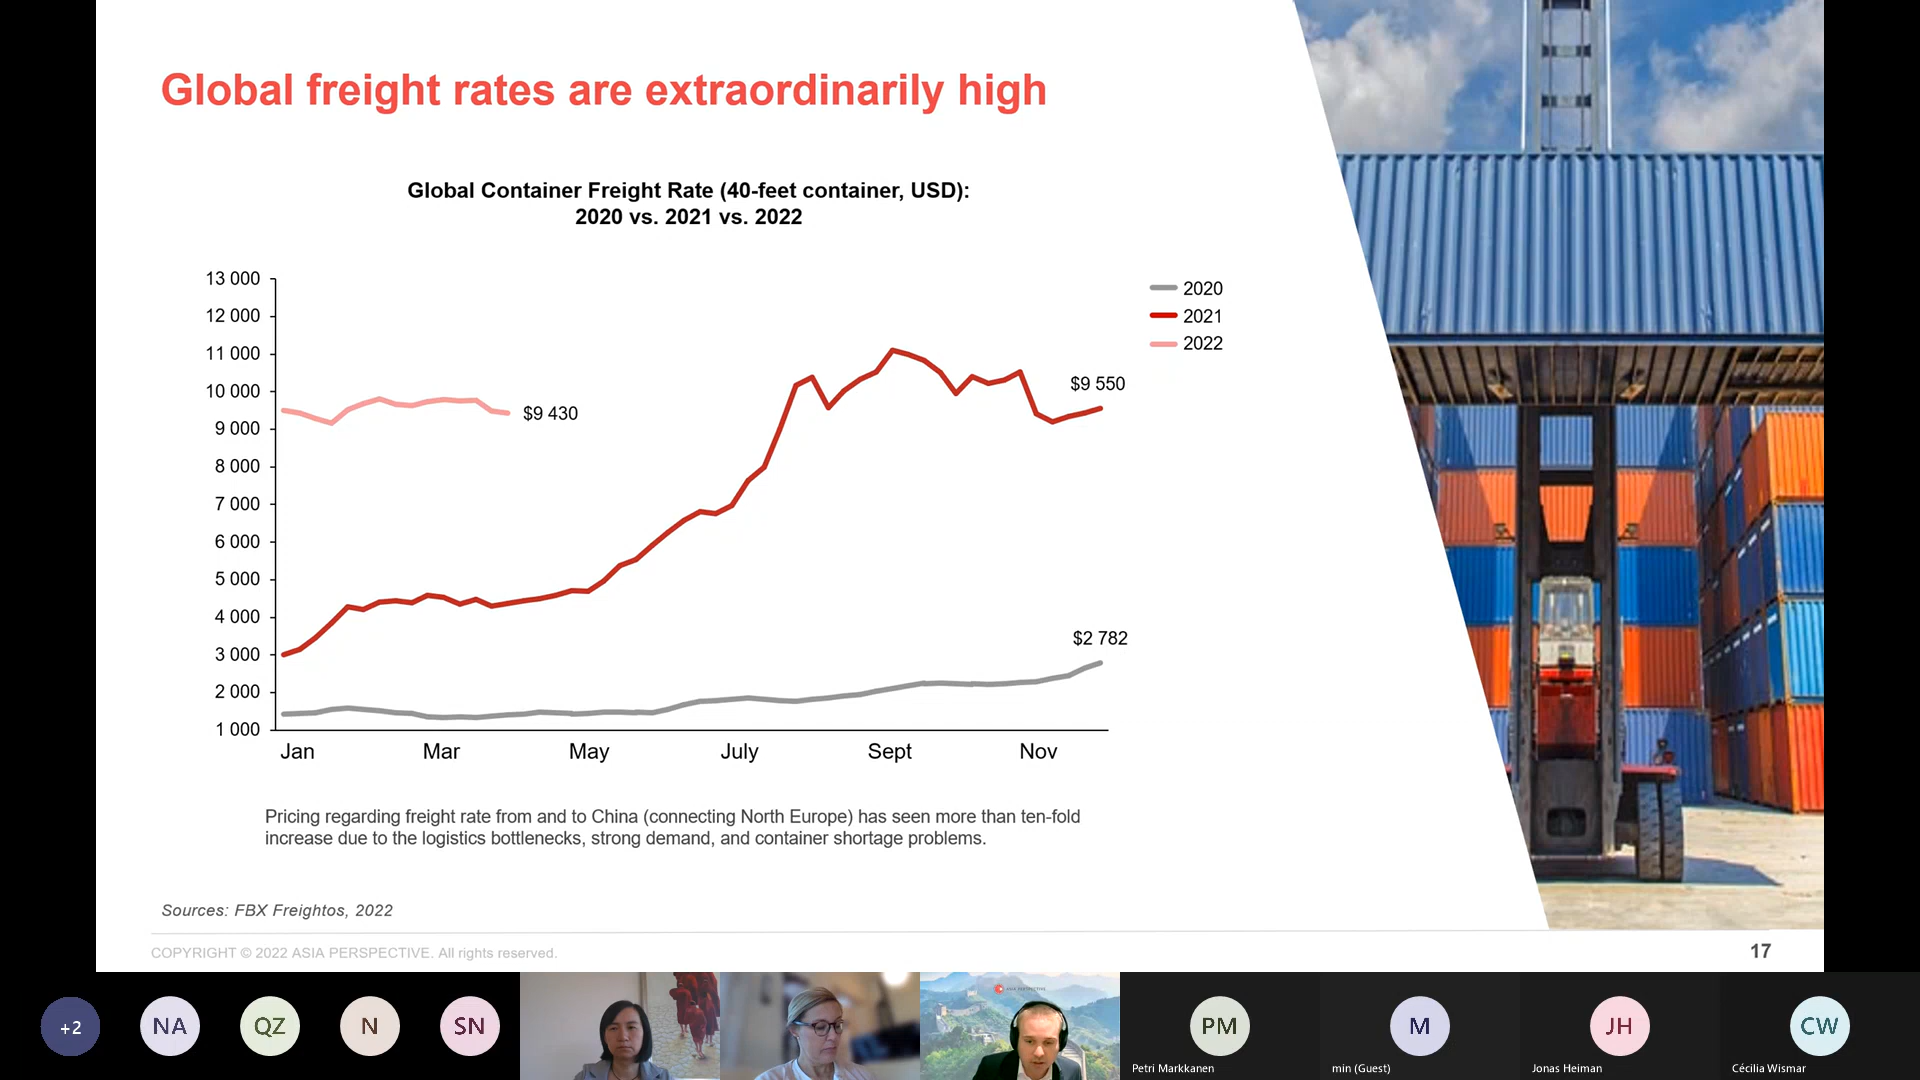 Global freight rates are extraordinarily high
Global Container Freight Rate (40-feet container, USD):
2020 vs. 2021 vs. 2022
13 000
12 000
11 000
10 000
9 000
8 000
7 000
6 000
5 000
4 000
3 000
2 000
1 000
$9 430
$9 550
$2 782
2020
2021
2022
Jan Mar May July Sept Nov
Pricing regarding freight rate from and to China (connecting North Europe) has seen more than ten-fold
increase due to the logistics bottlenecks, strong demand, and container shortage problems.
Sources: FBX Freightos, 2022
COPYRIGHT © 2022 ASIA PERSPECTIVE. All rights reserved.
17
+2 NA QZ N SN
ASIA PERSPECTIVE
PM M JH CW
Petri Markkanen min (Guest) Jonas Heiman Cécilia Wismar